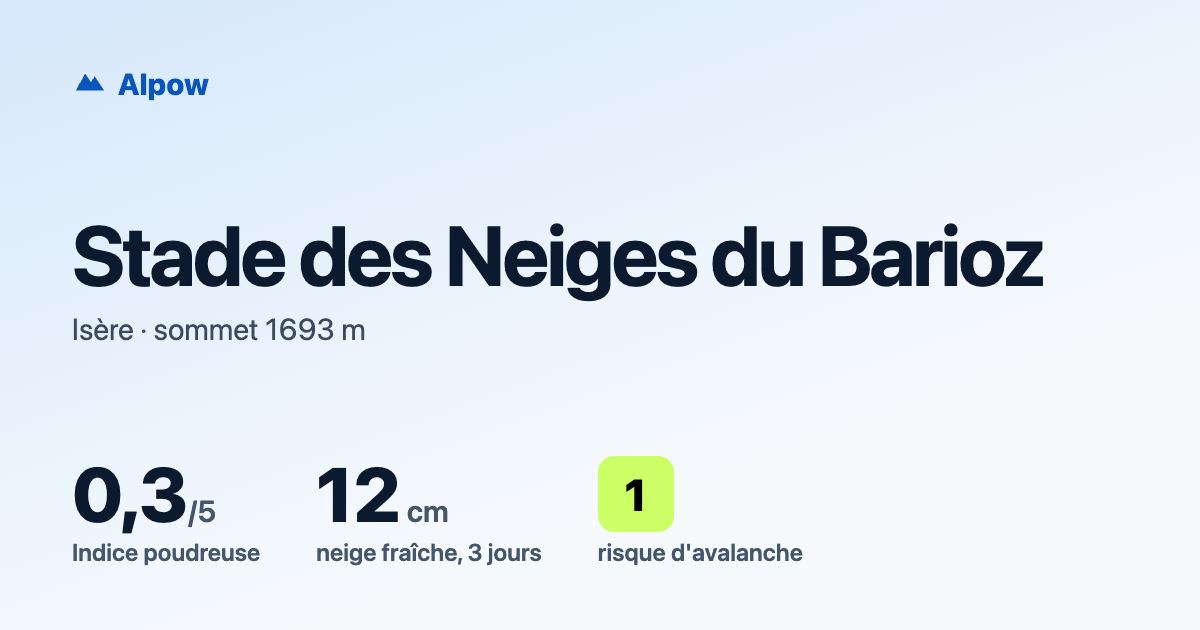 Alpow
Stade des Neiges du Barioz
Isère · sommet 1693 m
0,3/5
Indice poudreuse
12 cm
neige fraîche, 3 jours
1
risque d'avalanche